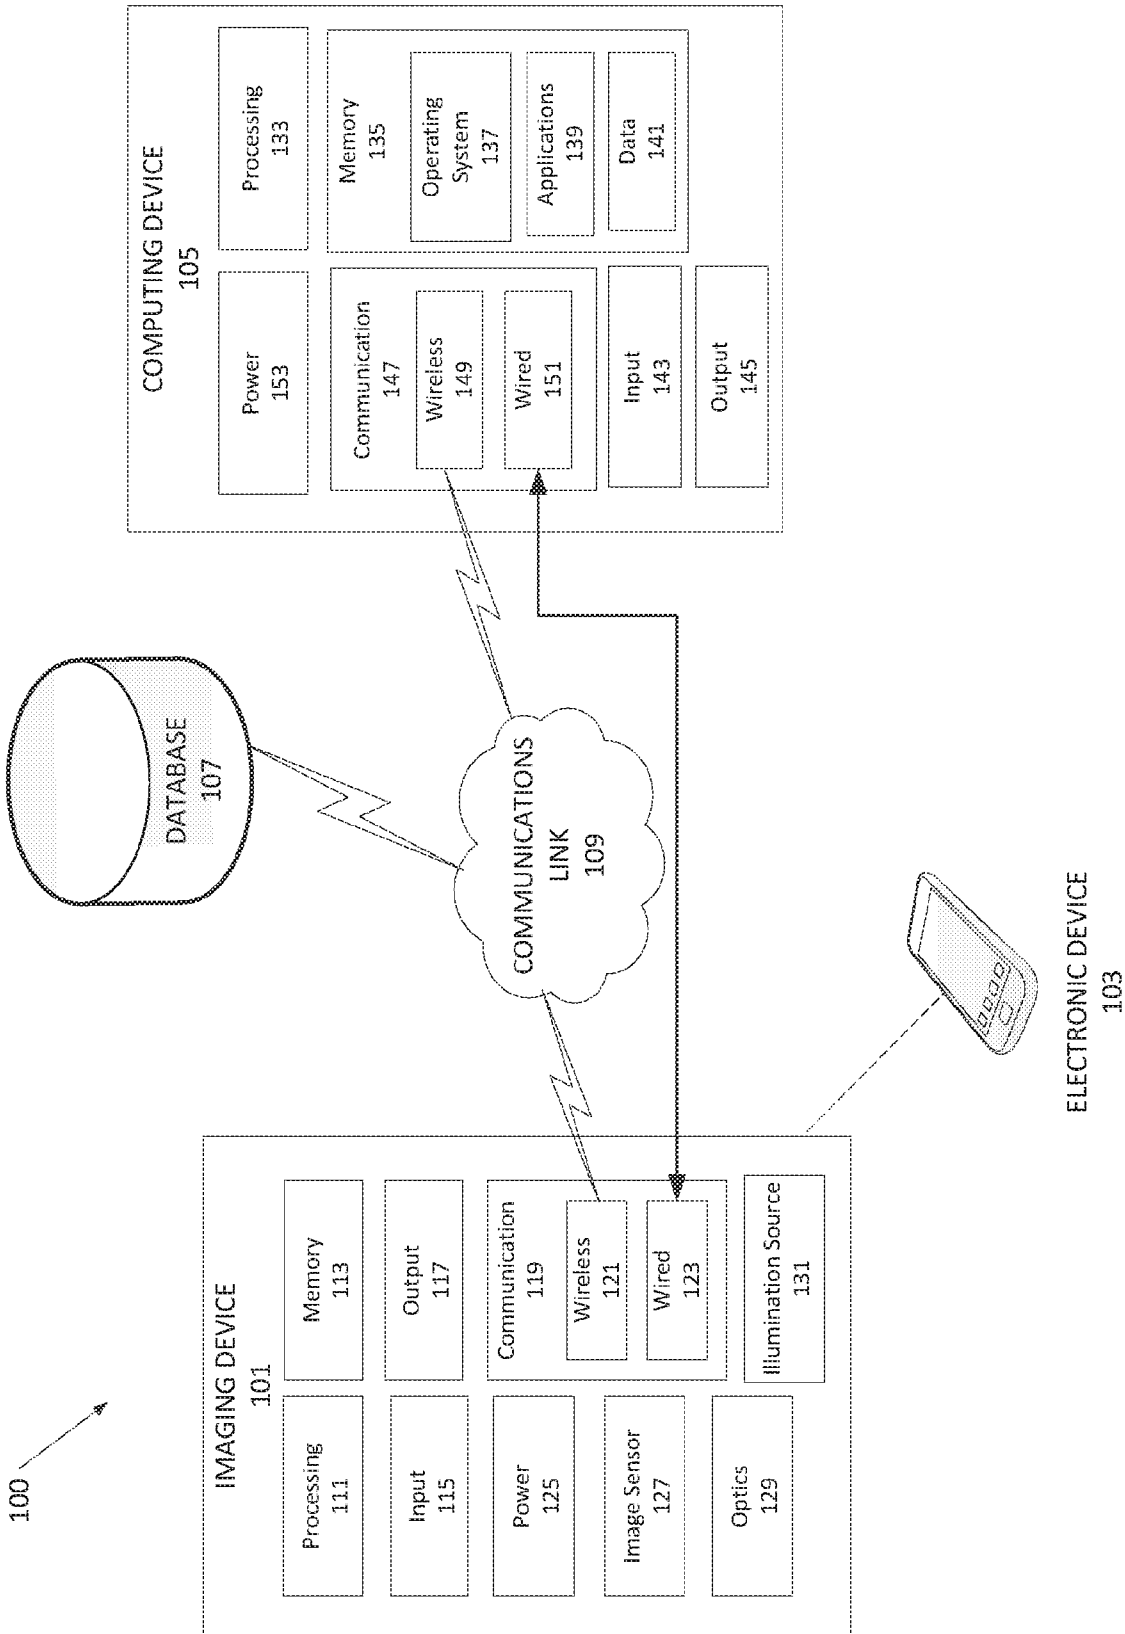 100
IMAGING DEVICE
101
Processing
111
Memory
113
Input
115
Output
117
Power
125
Communication
119
Wireless
121
Wired
123
Image Sensor
127
Optics
129
Illumination Source
131
DATABASE
107
COMMUNICATIONS
LINK
109
ELECTRONIC DEVICE
103
COMPUTING DEVICE
105
Power
153
Processing
133
Communication
147
Wireless
149
Wired
151
Memory
135
Operating
System
137
Applications
139
Data
141
Input
143
Output
145